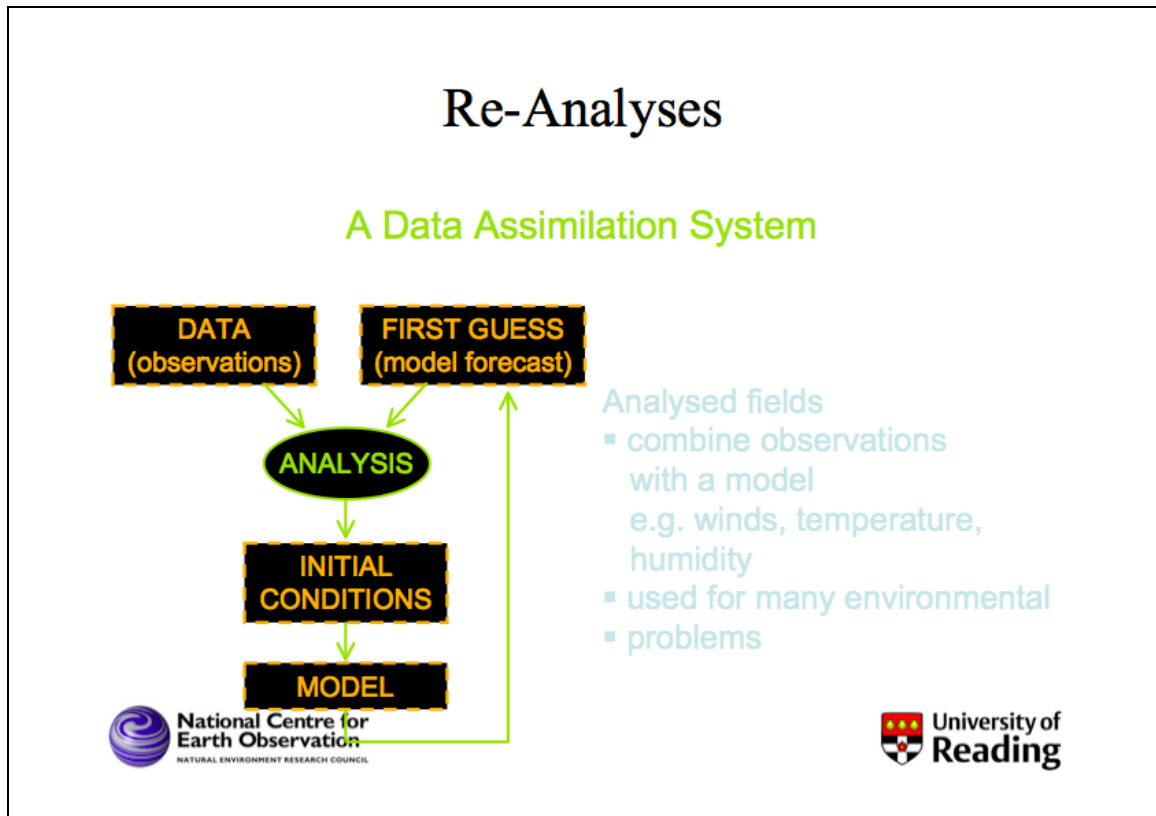 Re-Analyses
A Data Assimilation System
DATA
(observations)
FIRST GUESS
(model forecast)
ANALYSIS
INITIAL
CONDITIONS
MODEL
Analysed fields
▪ combine observations
with a model
e.g. winds, temperature,
humidity
▪ used for many environmental
▪ problems
National Centre for
Earth Observation
NATURAL ENVIRONMENT RESEARCH COUNCIL
University of
Reading